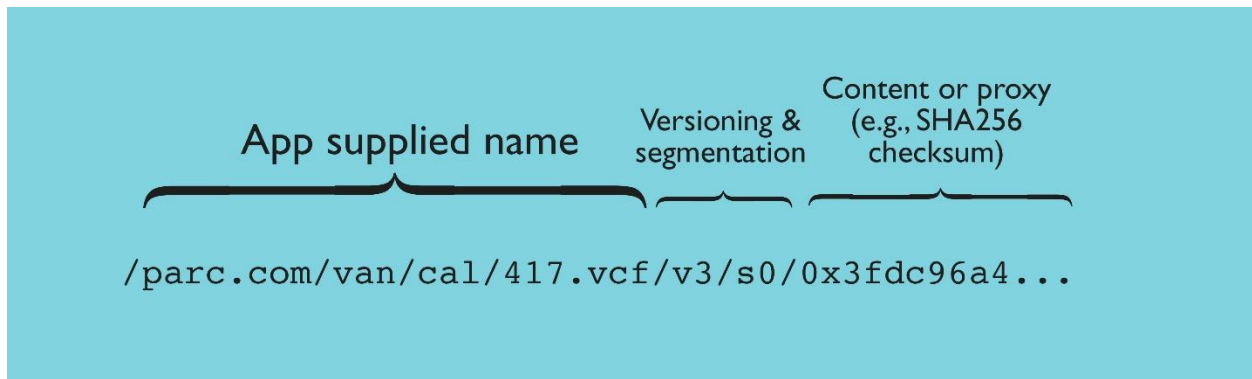 App supplied name
Versioning &
segmentation
Content or proxy
(e.g., SHA256
checksum)
/parc.com/van/cal/417.vcf/v3/s0/0x3fdc96a4...